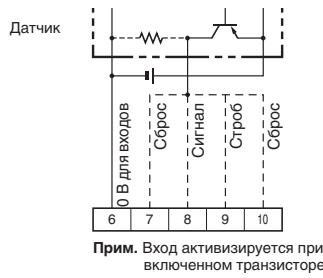 Датчик
0 В для входов
Сброс
Сигнал
Строб
Сброс
6 7 8 9 10
Прим. Вход активизируется при
включенном транзисторе